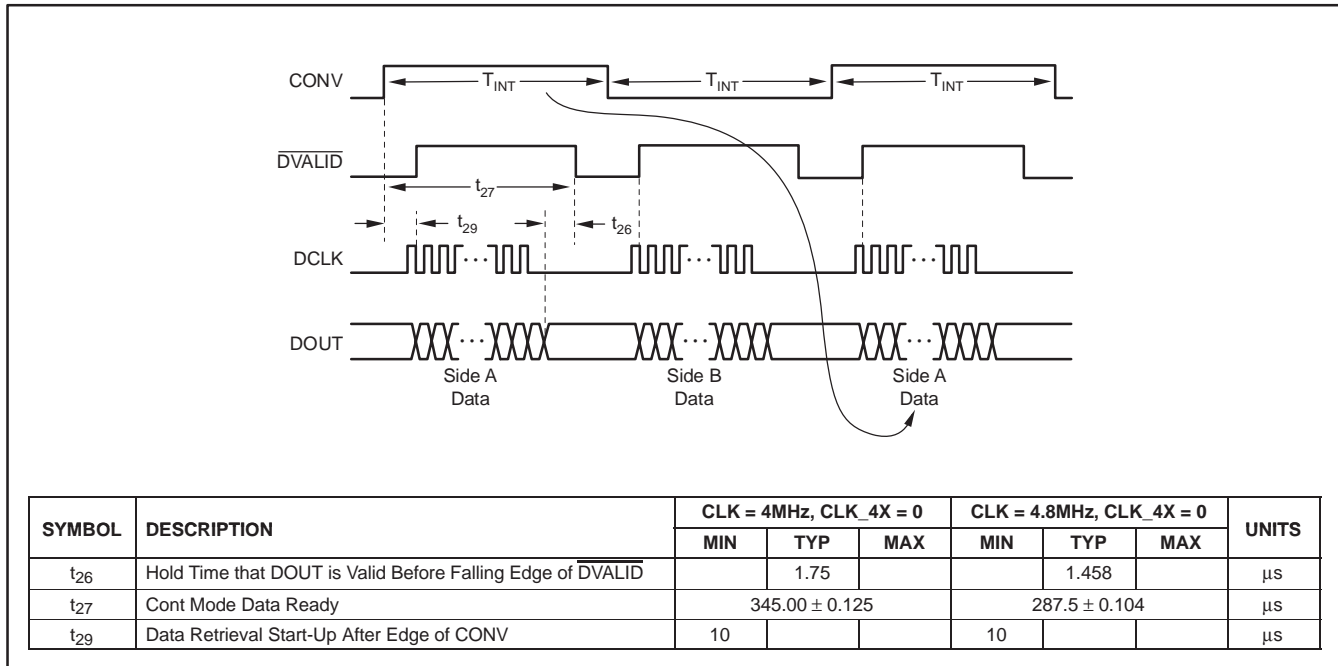 CONV
T_INT T_INT T_INT
DVALID
t27
t29 t26
DCLK
··· ··· ···
DOUT
··· ··· ···
Side A Side B Side A
Data Data Data
SYMBOL DESCRIPTION CLK = 4MHz, CLK_4X = 0 CLK = 4.8MHz, CLK_4X = 0 UNITS
MIN TYP MAX MIN TYP MAX
t26 Hold Time that DOUT is Valid Before Falling Edge of DVALID 1.75 1.458 μs
t27 Cont Mode Data Ready 345.00 ± 0.125 287.5 ± 0.104 μs
t29 Data Retrieval Start-Up After Edge of CONV 10 10 μs